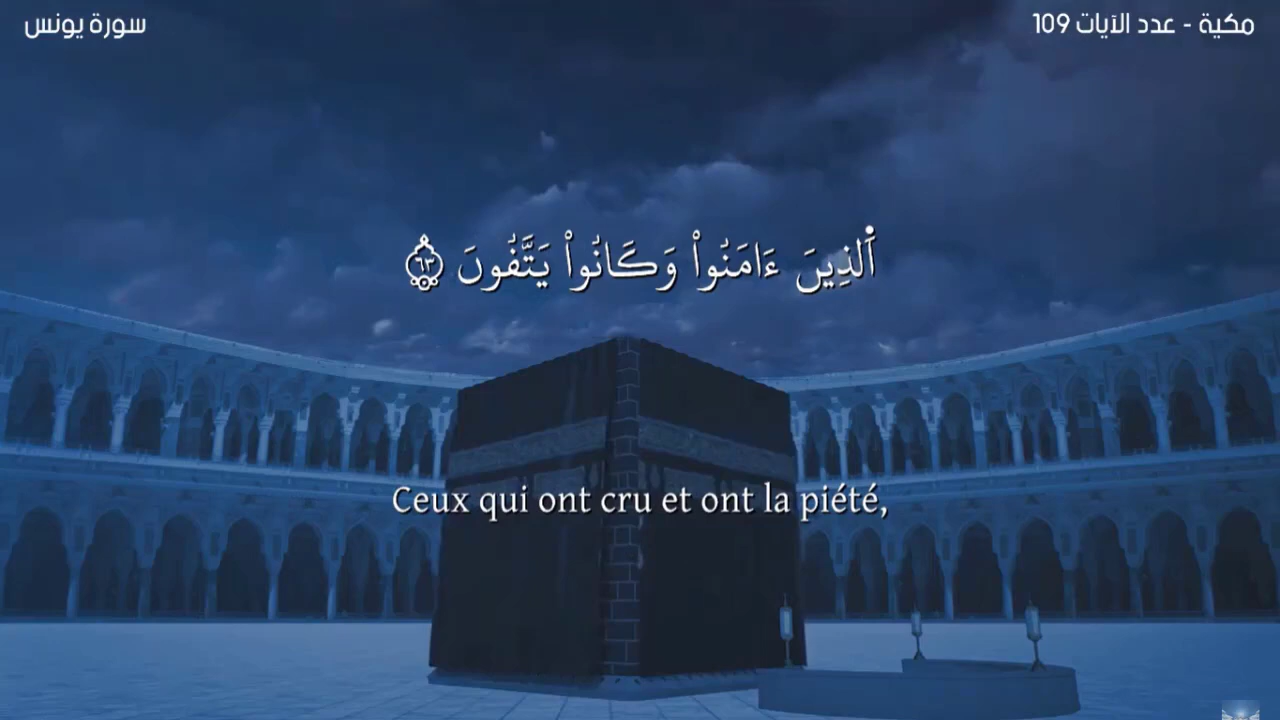 مكية - عدد الآيات 109
سورة يونس
ٱلَّذِينَ ءَامَنُوا۟ وَكَانُوا۟ يَتَّقُونَ ٦٣
Ceux qui ont cru et ont la piété,